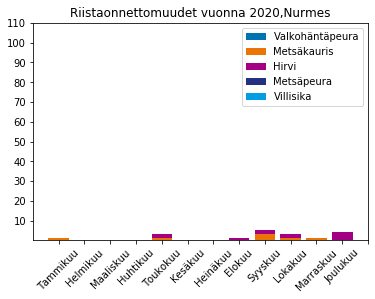 Riistaonnettomuudet vuonna 2020,Nurmes
110
100
90
80
70
60
50
40
30
20
10
Valkohäntäpeura
Metsäkauris
Hirvi
Metsäpeura
Villisika
Tammikuu
Helmikuu
Maaliskuu
Huhtikuu
Toukokuu
Kesäkuu
Heinäkuu
Elokuu
Syyskuu
Lokakuu
Marraskuu
Joulukuu